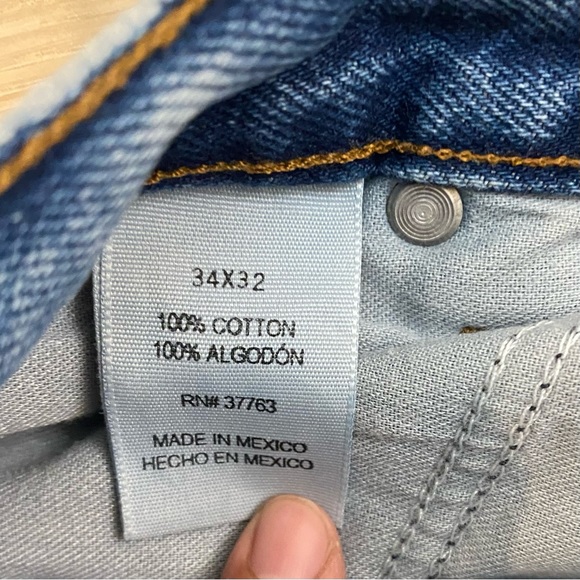 34X32
100% COTTON
100% ALGODÓN
RN# 37763
MADE IN MEXICO
HECHO EN MEXICO